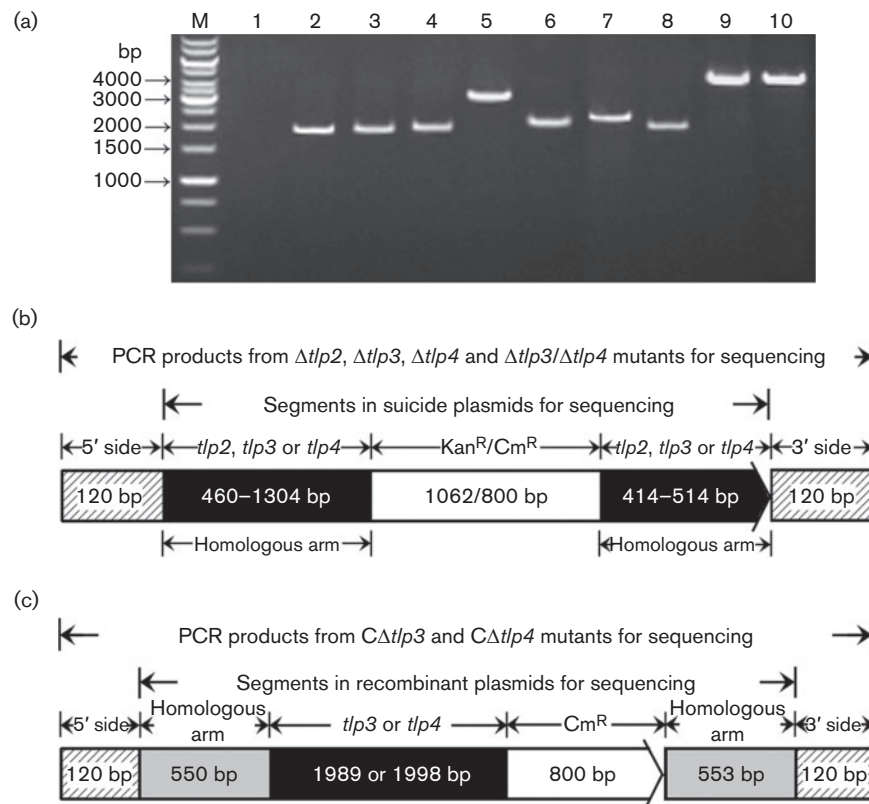 (a)
M 1 2 3 4 5 6 7 8 9 10
bp
4000
3000
2000
1500
1000
(b)
PCR products from Δtlp2, Δtlp3, Δtlp4 and Δtlp3/Δtlp4 mutants for sequencing
Segments in suicide plasmids for sequencing
5′ side tlp2, tlp3 or tlp4 Kanᴿ/Cmᴿ tlp2, tlp3 or tlp4 3′ side
120 bp 460–1304 bp 1062/800 bp 414–514 bp 120 bp
Homologous arm Homologous arm
(c)
PCR products from CΔtlp3 and CΔtlp4 mutants for sequencing
Segments in recombinant plasmids for sequencing
Homologous Homologous
5′ side arm tlp3 or tlp4 Cmᴿ arm 3′ side
120 bp 550 bp 1989 or 1998 bp 800 bp 553 bp 120 bp